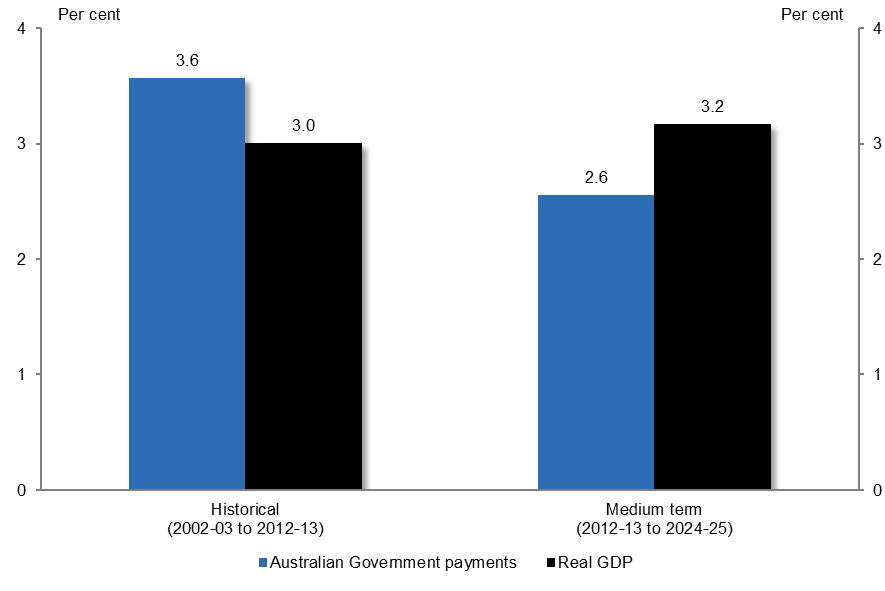 Per cent Per cent
4 4
3.6
3.2
3.0
3 3
2.6
2 2
1 1
0 0
Historical Medium term
(2002-03 to 2012-13) (2012-13 to 2024-25)
Australian Government payments Real GDP